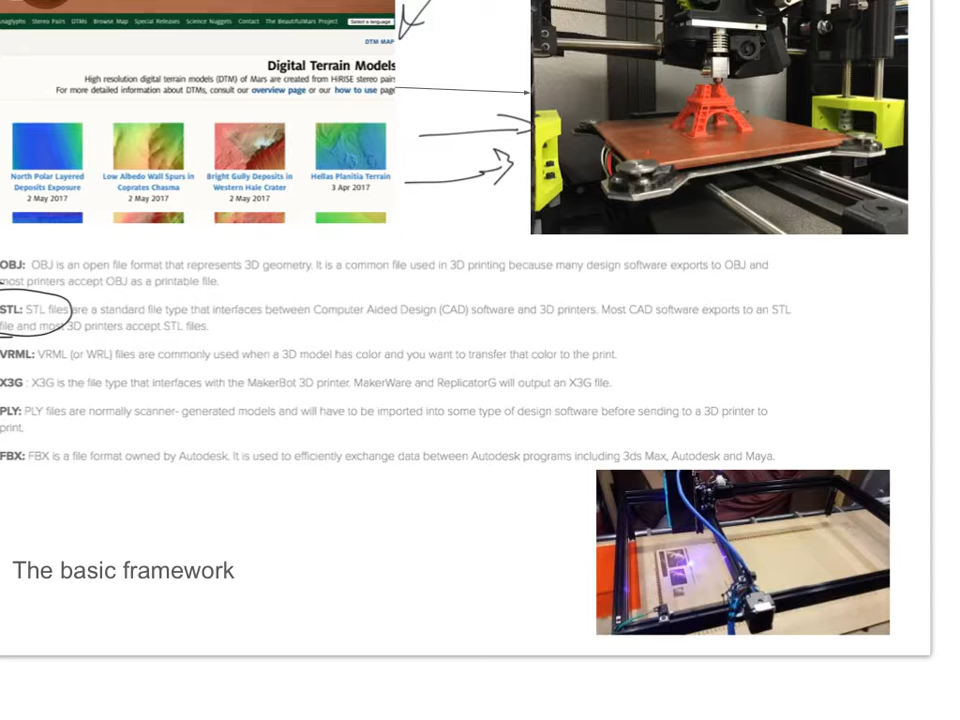 naglyphs Stereo Pairs DTMs Browse Map Special Releases Science Nuggets Contact The BeautifulMars Project Select a language
DTM MAP
Digital Terrain Models
High resolution digital terrain models (DTM) of Mars are created from HiRISE stereo pairs
For more detailed information about DTMs, consult our overview page or our how to use page
North Polar Layered
Deposits Exposure
2 May 2017
Low Albedo Wall Spurs in
Coprates Chasma
2 May 2017
Bright Gully Deposits in
Western Hale Crater
2 May 2017
Hellas Planitia Terrain
3 Apr 2017
OBJ: OBJ is an open file format that represents 3D geometry. It is a common file used in 3D printing because many design software exports to OBJ and
most printers accept OBJ as a printable file.
STL: STL files are a standard file type that interfaces between Computer Aided Design (CAD) software and 3D printers. Most CAD software exports to an STL
file and most 3D printers accept STL files.
VRML: VRML (or WRL) files are commonly used when a 3D model has color and you want to transfer that color to the print.
X3G : X3G is the file type that interfaces with the MakerBot 3D printer. MakerWare and ReplicatorG will output an X3G file.
PLY: PLY files are normally scanner- generated models and will have to be imported into some type of design software before sending to a 3D printer to
print.
FBX: FBX is a file format owned by Autodesk. It is used to efficiently exchange data between Autodesk programs including 3ds Max, Autodesk and Maya.
The basic framework